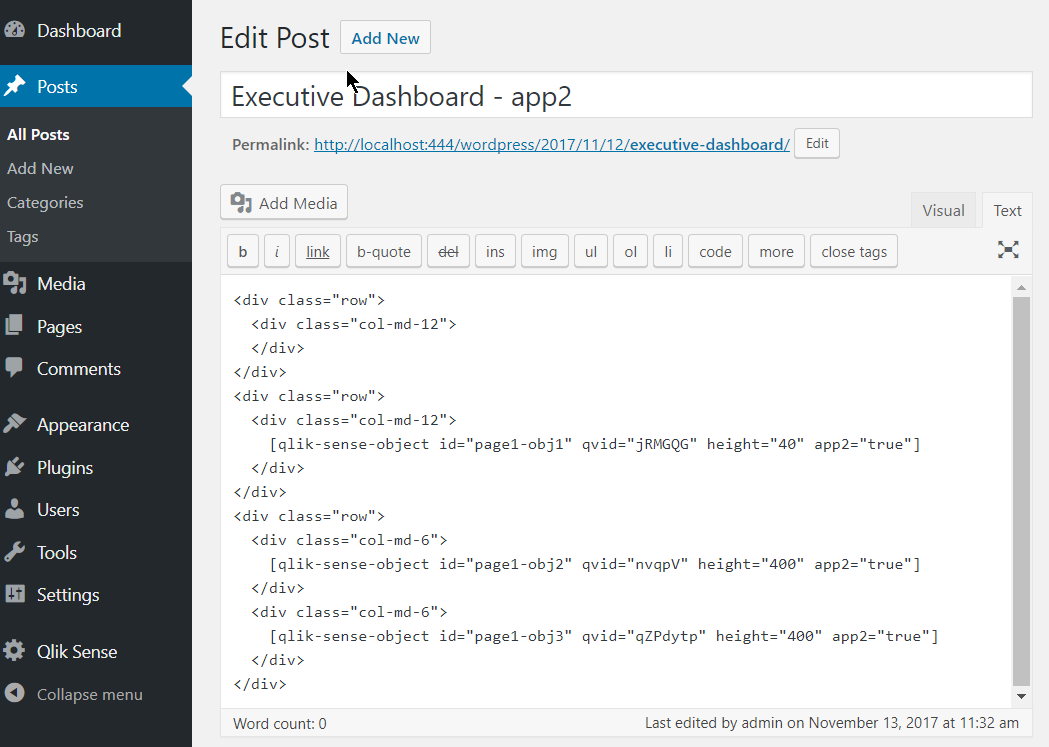 Dashboard
Posts
All Posts
Add New
Categories
Tags
Media
Pages
Comments
Appearance
Plugins
Users
Tools
Settings
Qlik Sense
Collapse menu
Edit Post Add New
Executive Dashboard - app2
Permalink: http://localhost:444/wordpress/2017/11/12/executive-dashboard/ Edit
Add Media Visual Text
b i link b-quote del ins img ul ol li code more close tags
<div class="row">
  <div class="col-md-12">
  </div>
</div>
<div class="row">
  <div class="col-md-12">
    [qlik-sense-object id="page1-obj1" qvid="jRMGQG" height="40" app2="true"]
  </div>
</div>
<div class="row">
  <div class="col-md-6">
    [qlik-sense-object id="page1-obj2" qvid="nvqpV" height="400" app2="true"]
  </div>
  <div class="col-md-6">
    [qlik-sense-object id="page1-obj3" qvid="qZPdytp" height="400" app2="true"]
  </div>
</div>
Word count: 0 Last edited by admin on November 13, 2017 at 11:32 am